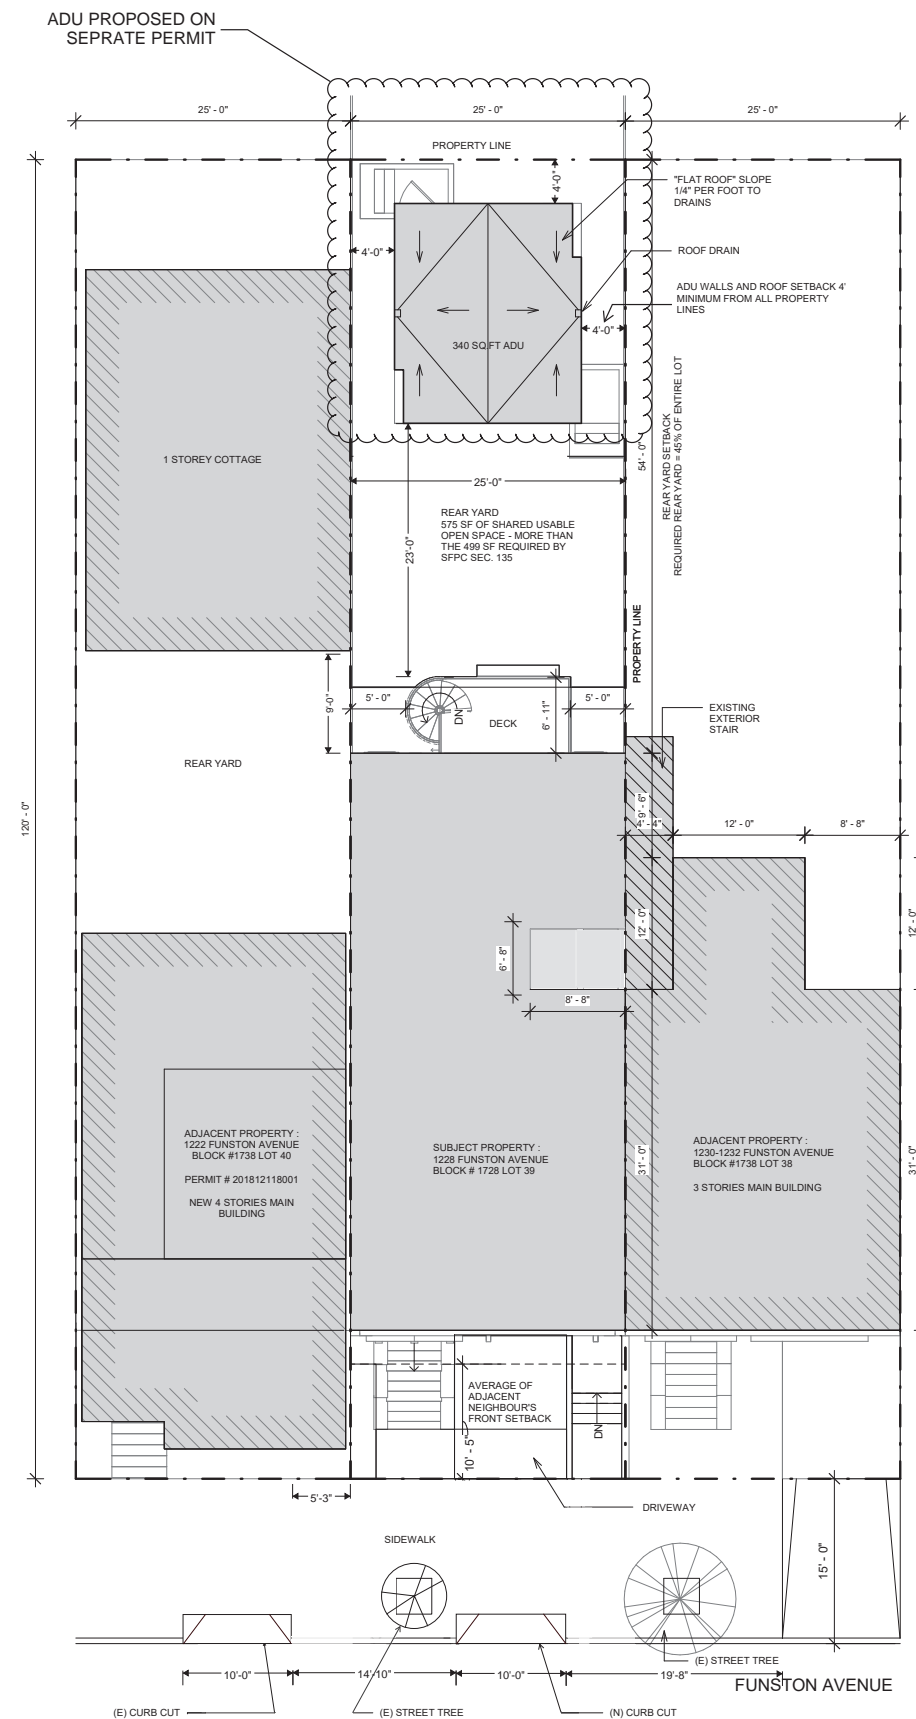 ADU PROPOSED ON
SEPRATE PERMIT
25' - 0"
25' - 0"
25' - 0"
PROPERTY LINE
4'-0"
"FLAT ROOF" SLOPE
1/4" PER FOOT TO
DRAINS
4'-0"
ROOF DRAIN
ADU WALLS AND ROOF SETBACK 4'
MINIMUM FROM ALL PROPERTY
LINES
4'-0"
340 SQ.FT ADU
1 STOREY COTTAGE
54' - 0"
REAR YARD SETBACK
REQUIRED REAR YARD = 45% OF ENTIRE LOT
25'-0"
REAR YARD
575 SF OF SHARED USABLE
OPEN SPACE - MORE THAN
THE 499 SF REQUIRED BY
SFPC SEC. 135
23'-0"
PROPERTY LINE
9'-0"
5' - 0"
DN
DECK
6' - 11"
5' - 0"
EXISTING
EXTERIOR
STAIR
REAR YARD
120' - 0"
9' - 6"
4' - 4"
12' - 0"
8' - 8"
12' - 0"
12' - 0"
6' - 8"
8' - 8"
ADJACENT PROPERTY :
1222 FUNSTON AVENUE
BLOCK #1738 LOT 40
PERMIT # 201812118001
NEW 4 STORIES MAIN
BUILDING
SUBJECT PROPERTY :
1228 FUNSTON AVENUE
BLOCK # 1728 LOT 39
31' - 0"
ADJACENT PROPERTY :
1230-1232 FUNSTON AVENUE
BLOCK #1738 LOT 38
3 STORIES MAIN BUILDING
31' - 0"
AVERAGE OF
ADJACENT
NEIGHBOUR'S
FRONT SETBACK
10' - 5"
DN
5'-3"
DRIVEWAY
SIDEWALK
15' - 0"
10'-0"
14'-10"
10'-0"
19'-8"
(E) STREET TREE
FUNSTON AVENUE
(E) CURB CUT
(E) STREET TREE
(N) CURB CUT